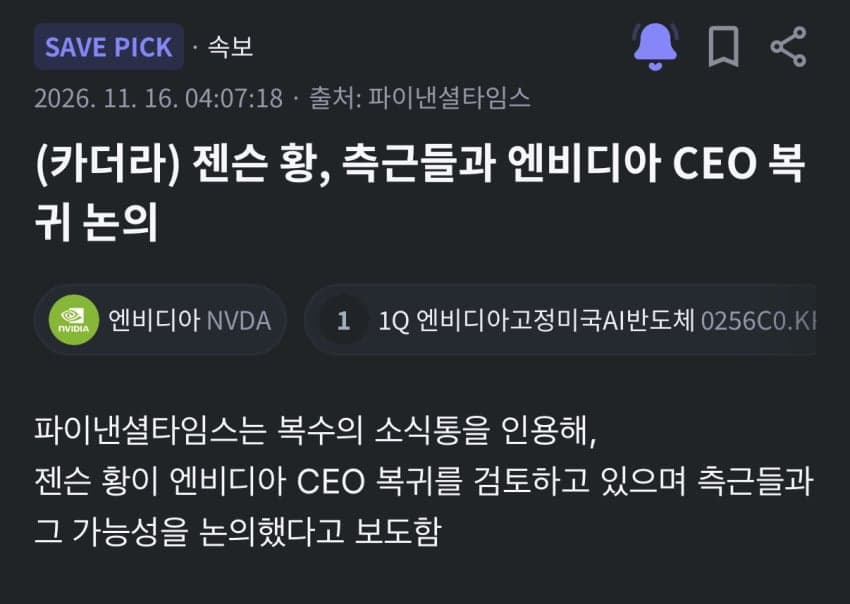 SAVE PICK · 속보
2026. 11. 16. 04:07:18 · 출처: 파이낸셜타임스
(카더라) 젠슨 황, 측근들과 엔비디아 CEO 복
귀 논의
NVIDIA 엔비디아 NVDA 1 1Q 엔비디아고정미국AI반도체 0256C0.K
파이낸셜타임스는 복수의 소식통을 인용해,
젠슨 황이 엔비디아 CEO 복귀를 검토하고 있으며 측근들과
그 가능성을 논의했다고 보도함